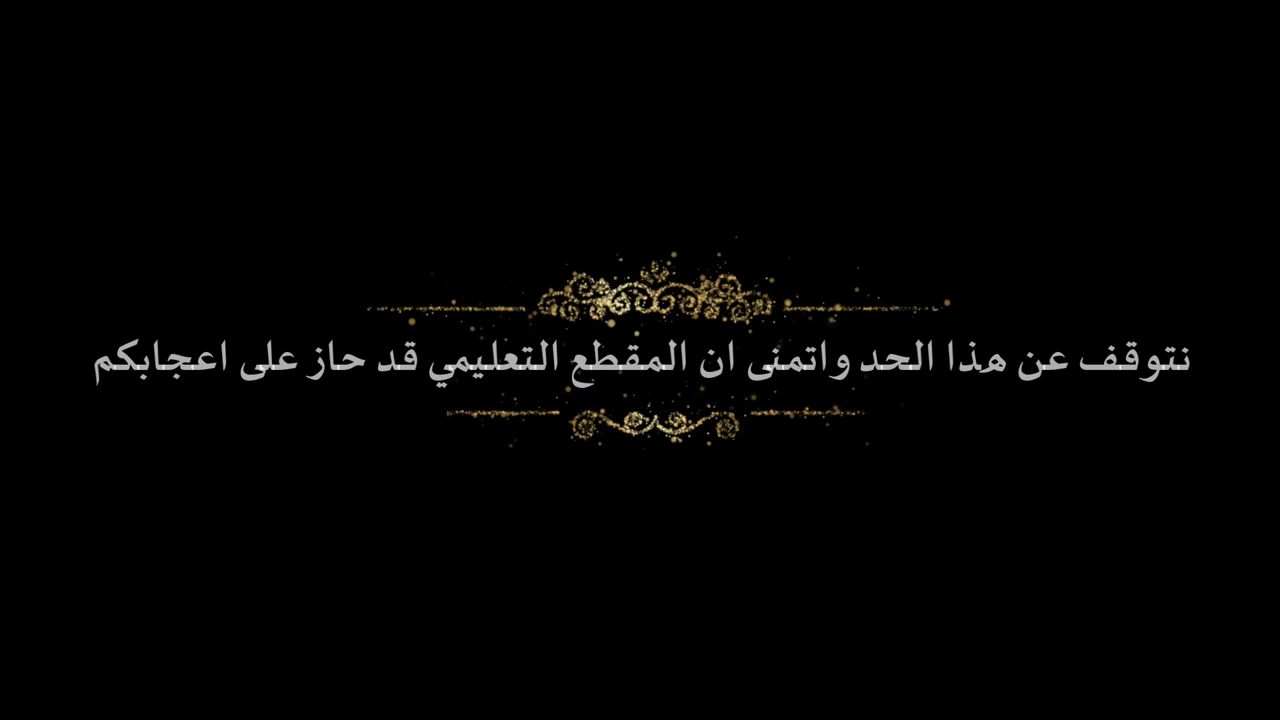 نتوقف عن هذا الحد واتمنى ان المقطع التعليمي قد حاز على اعجابكم